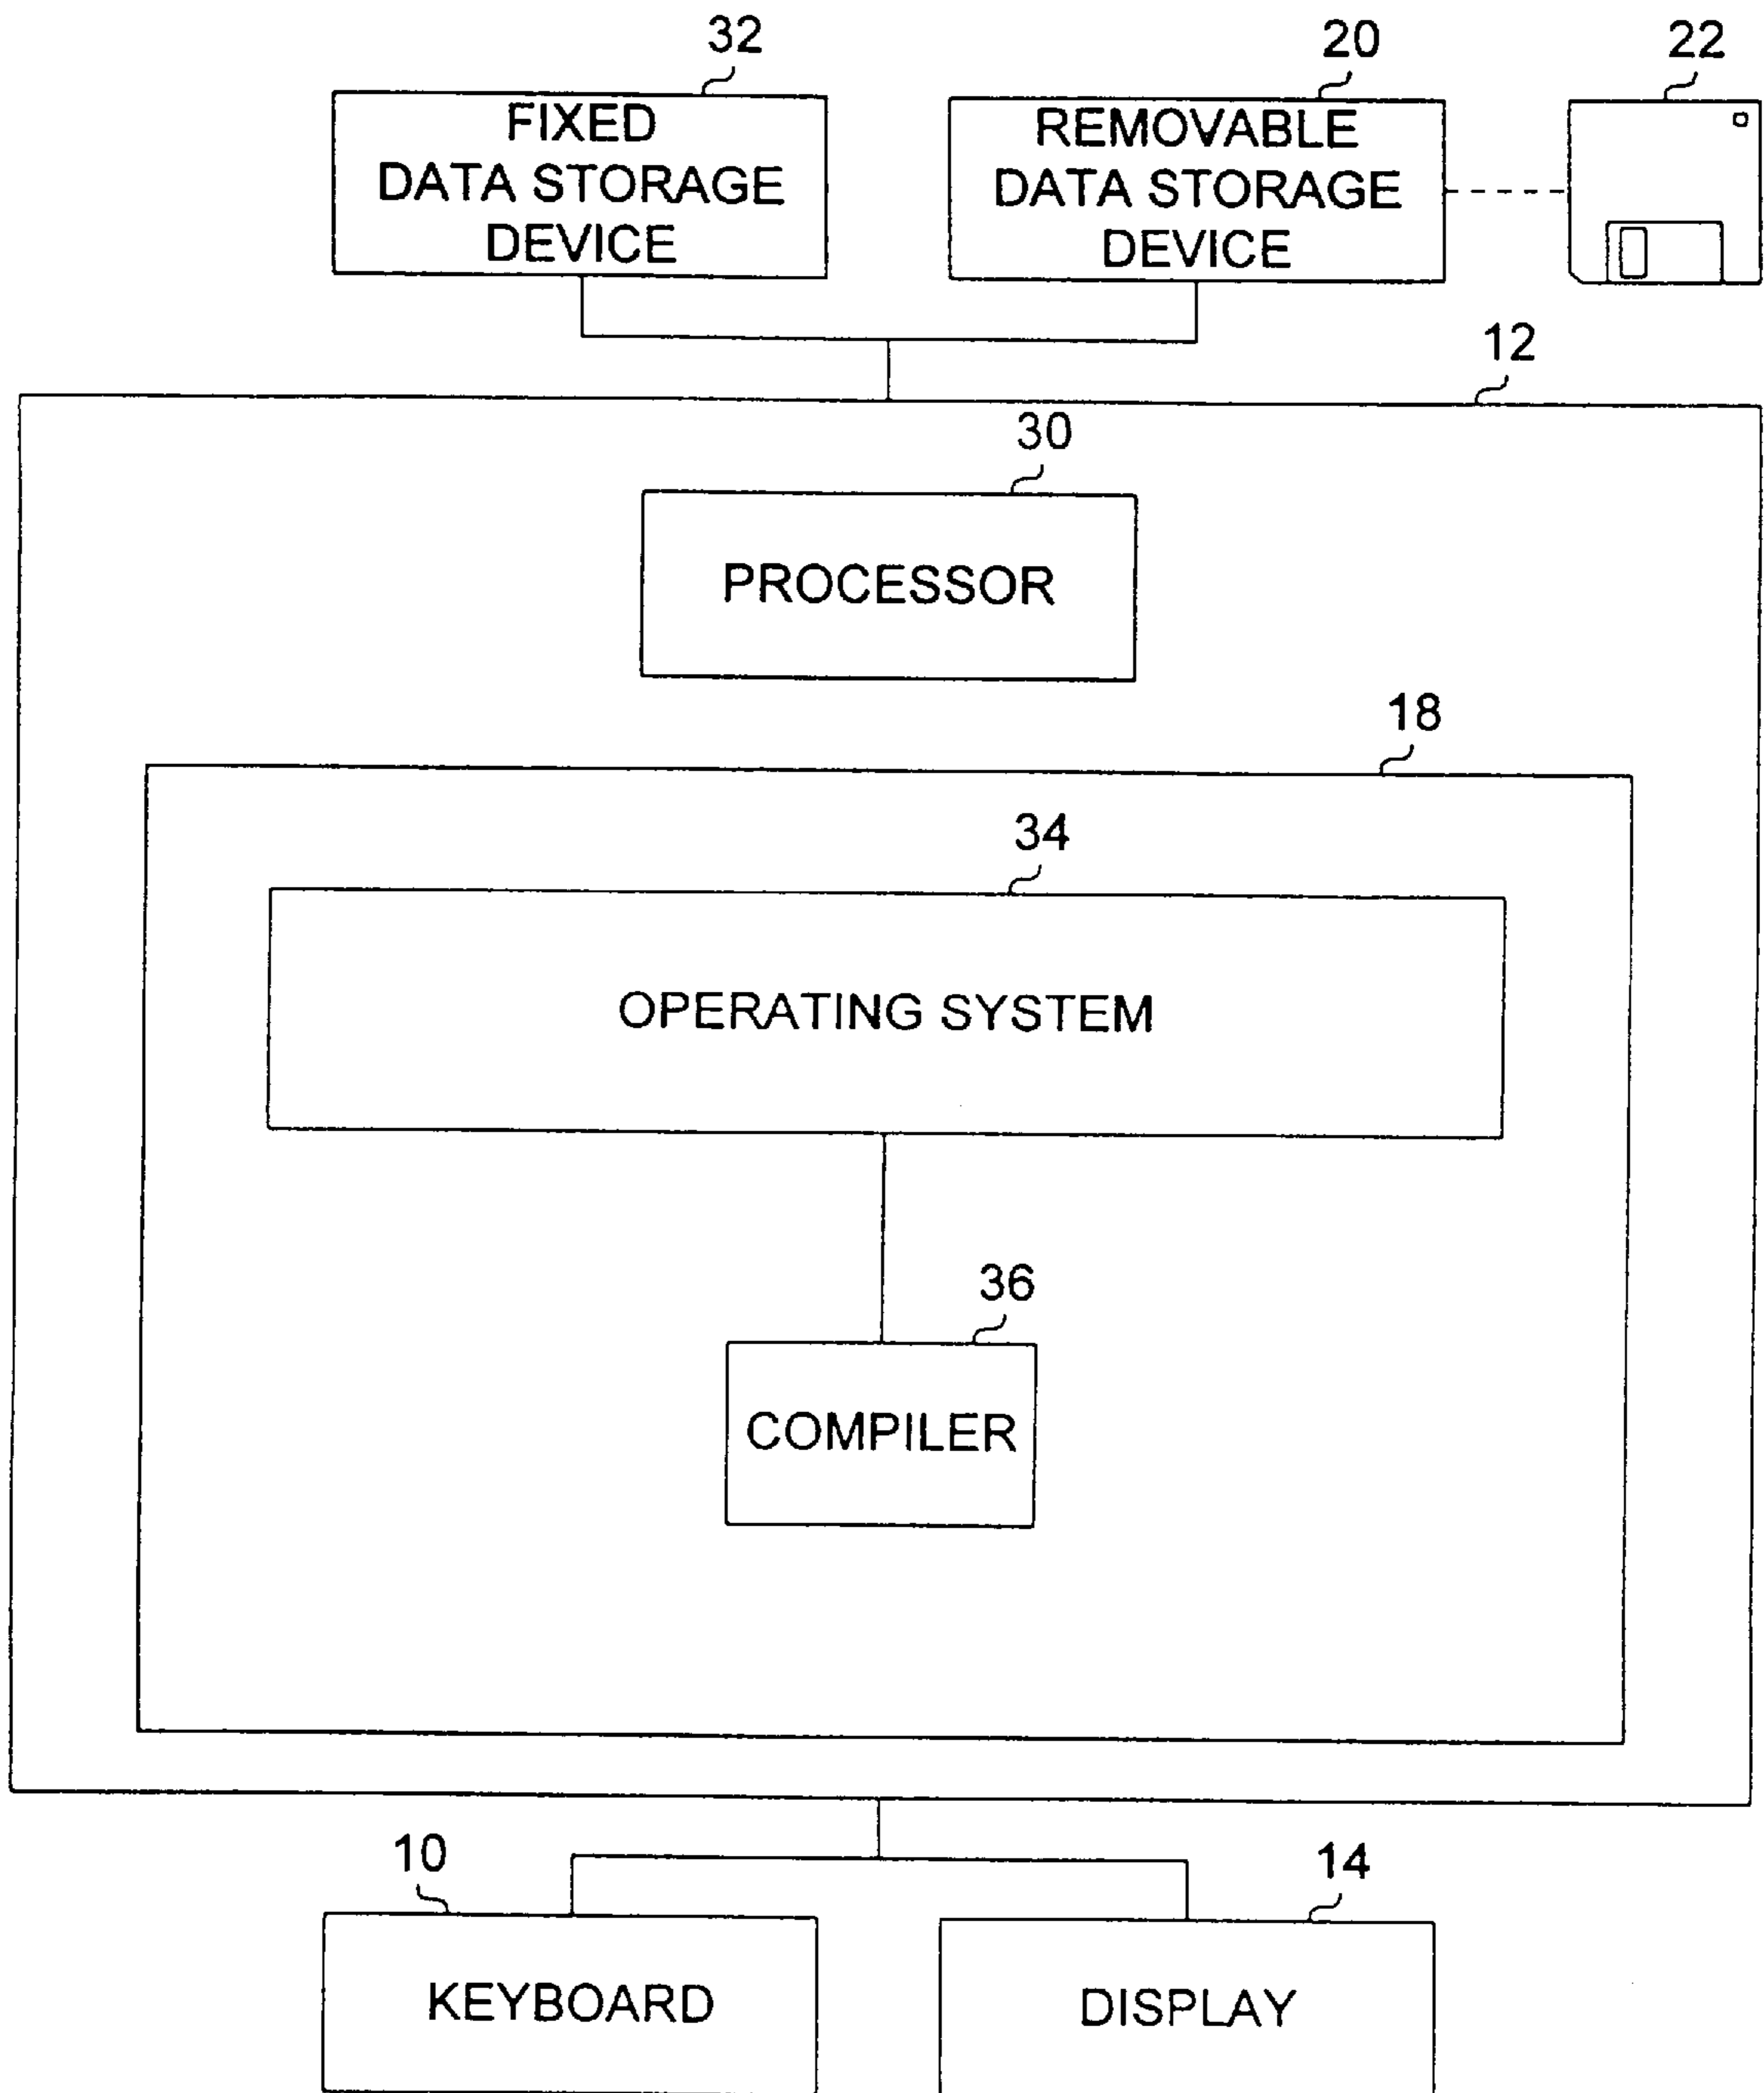 32
20
22
FIXED
DATA STORAGE
DEVICE
REMOVABLE
DATA STORAGE
DEVICE
12
30
PROCESSOR
18
34
OPERATING SYSTEM
36
COMPILER
10
14
KEYBOARD
DISPLAY